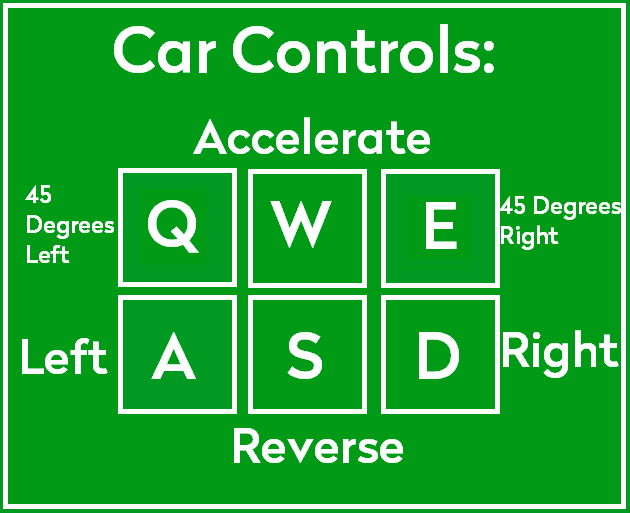 Car Controls:
Accelerate
45
Degrees
Left
Q W E
45 Degrees
Right
Left
A S D
Right
Reverse